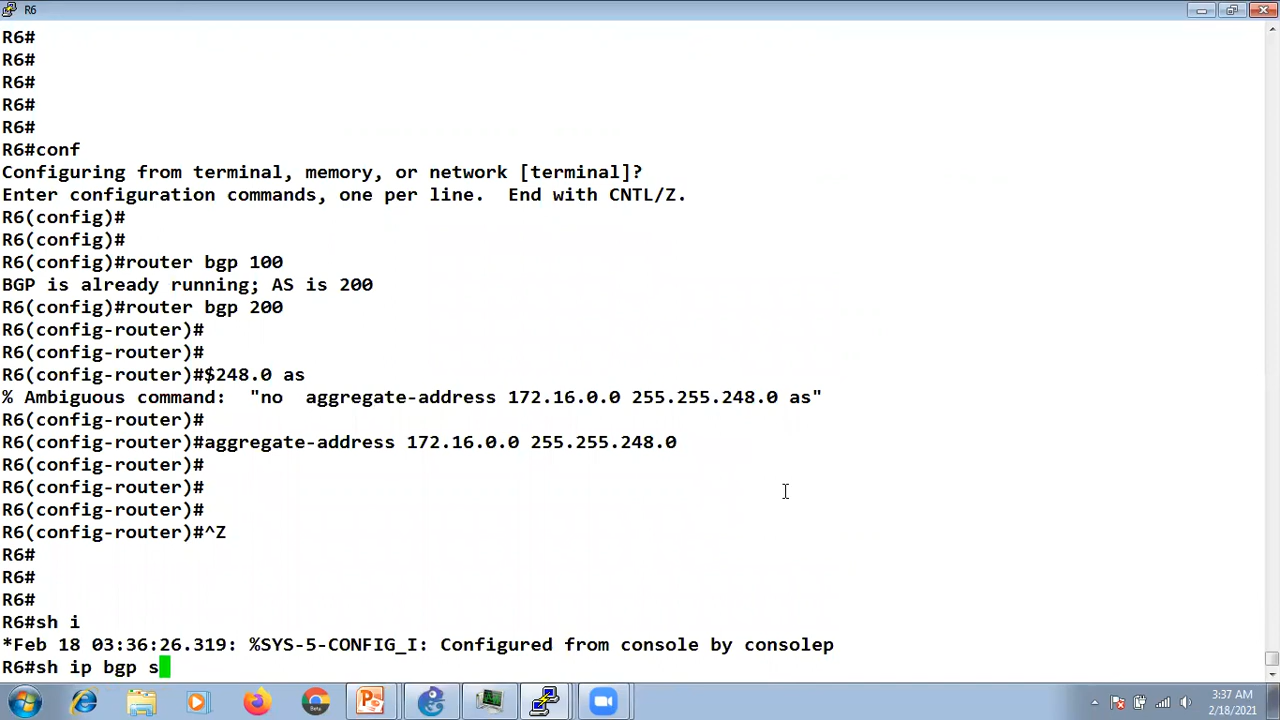 R6
R6#
R6#
R6#
R6#
R6#
R6#conf
Configuring from terminal, memory, or network [terminal]?
Enter configuration commands, one per line.  End with CNTL/Z.
R6(config)#
R6(config)#
R6(config)#router bgp 100
BGP is already running; AS is 200
R6(config)#router bgp 200
R6(config-router)#
R6(config-router)#
R6(config-router)#$248.0 as
% Ambiguous command:  "no  aggregate-address 172.16.0.0 255.255.248.0 as"
R6(config-router)#
R6(config-router)#aggregate-address 172.16.0.0 255.255.248.0
R6(config-router)#
R6(config-router)#
R6(config-router)#
R6(config-router)#^Z
R6#
R6#
R6#
R6#sh i
*Feb 18 03:36:26.319: %SYS-5-CONFIG_I: Configured from console by consolep
R6#sh ip bgp s
Beta
3:37 AM
2/18/2021